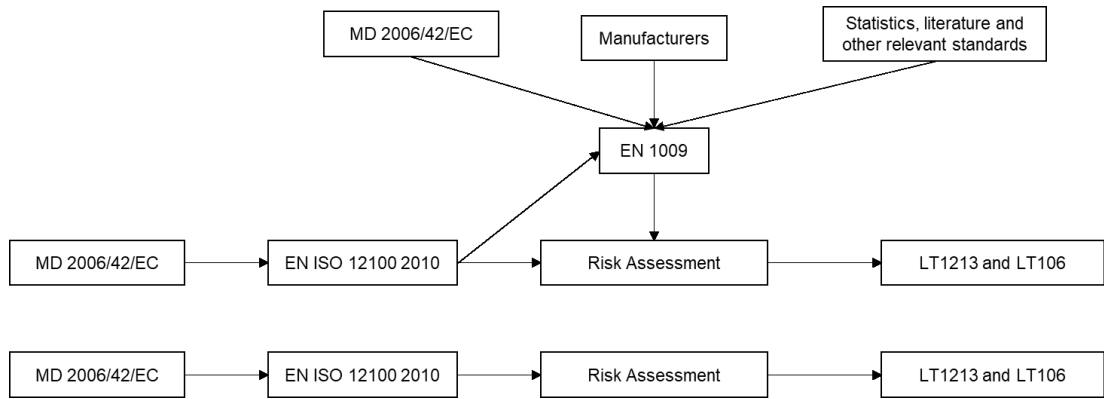 MD 2006/42/EC
Manufacturers
Statistics, literature and
other relevant standards
EN 1009
MD 2006/42/EC
EN ISO 12100 2010
Risk Assessment
LT1213 and LT106
MD 2006/42/EC
EN ISO 12100 2010
Risk Assessment
LT1213 and LT106